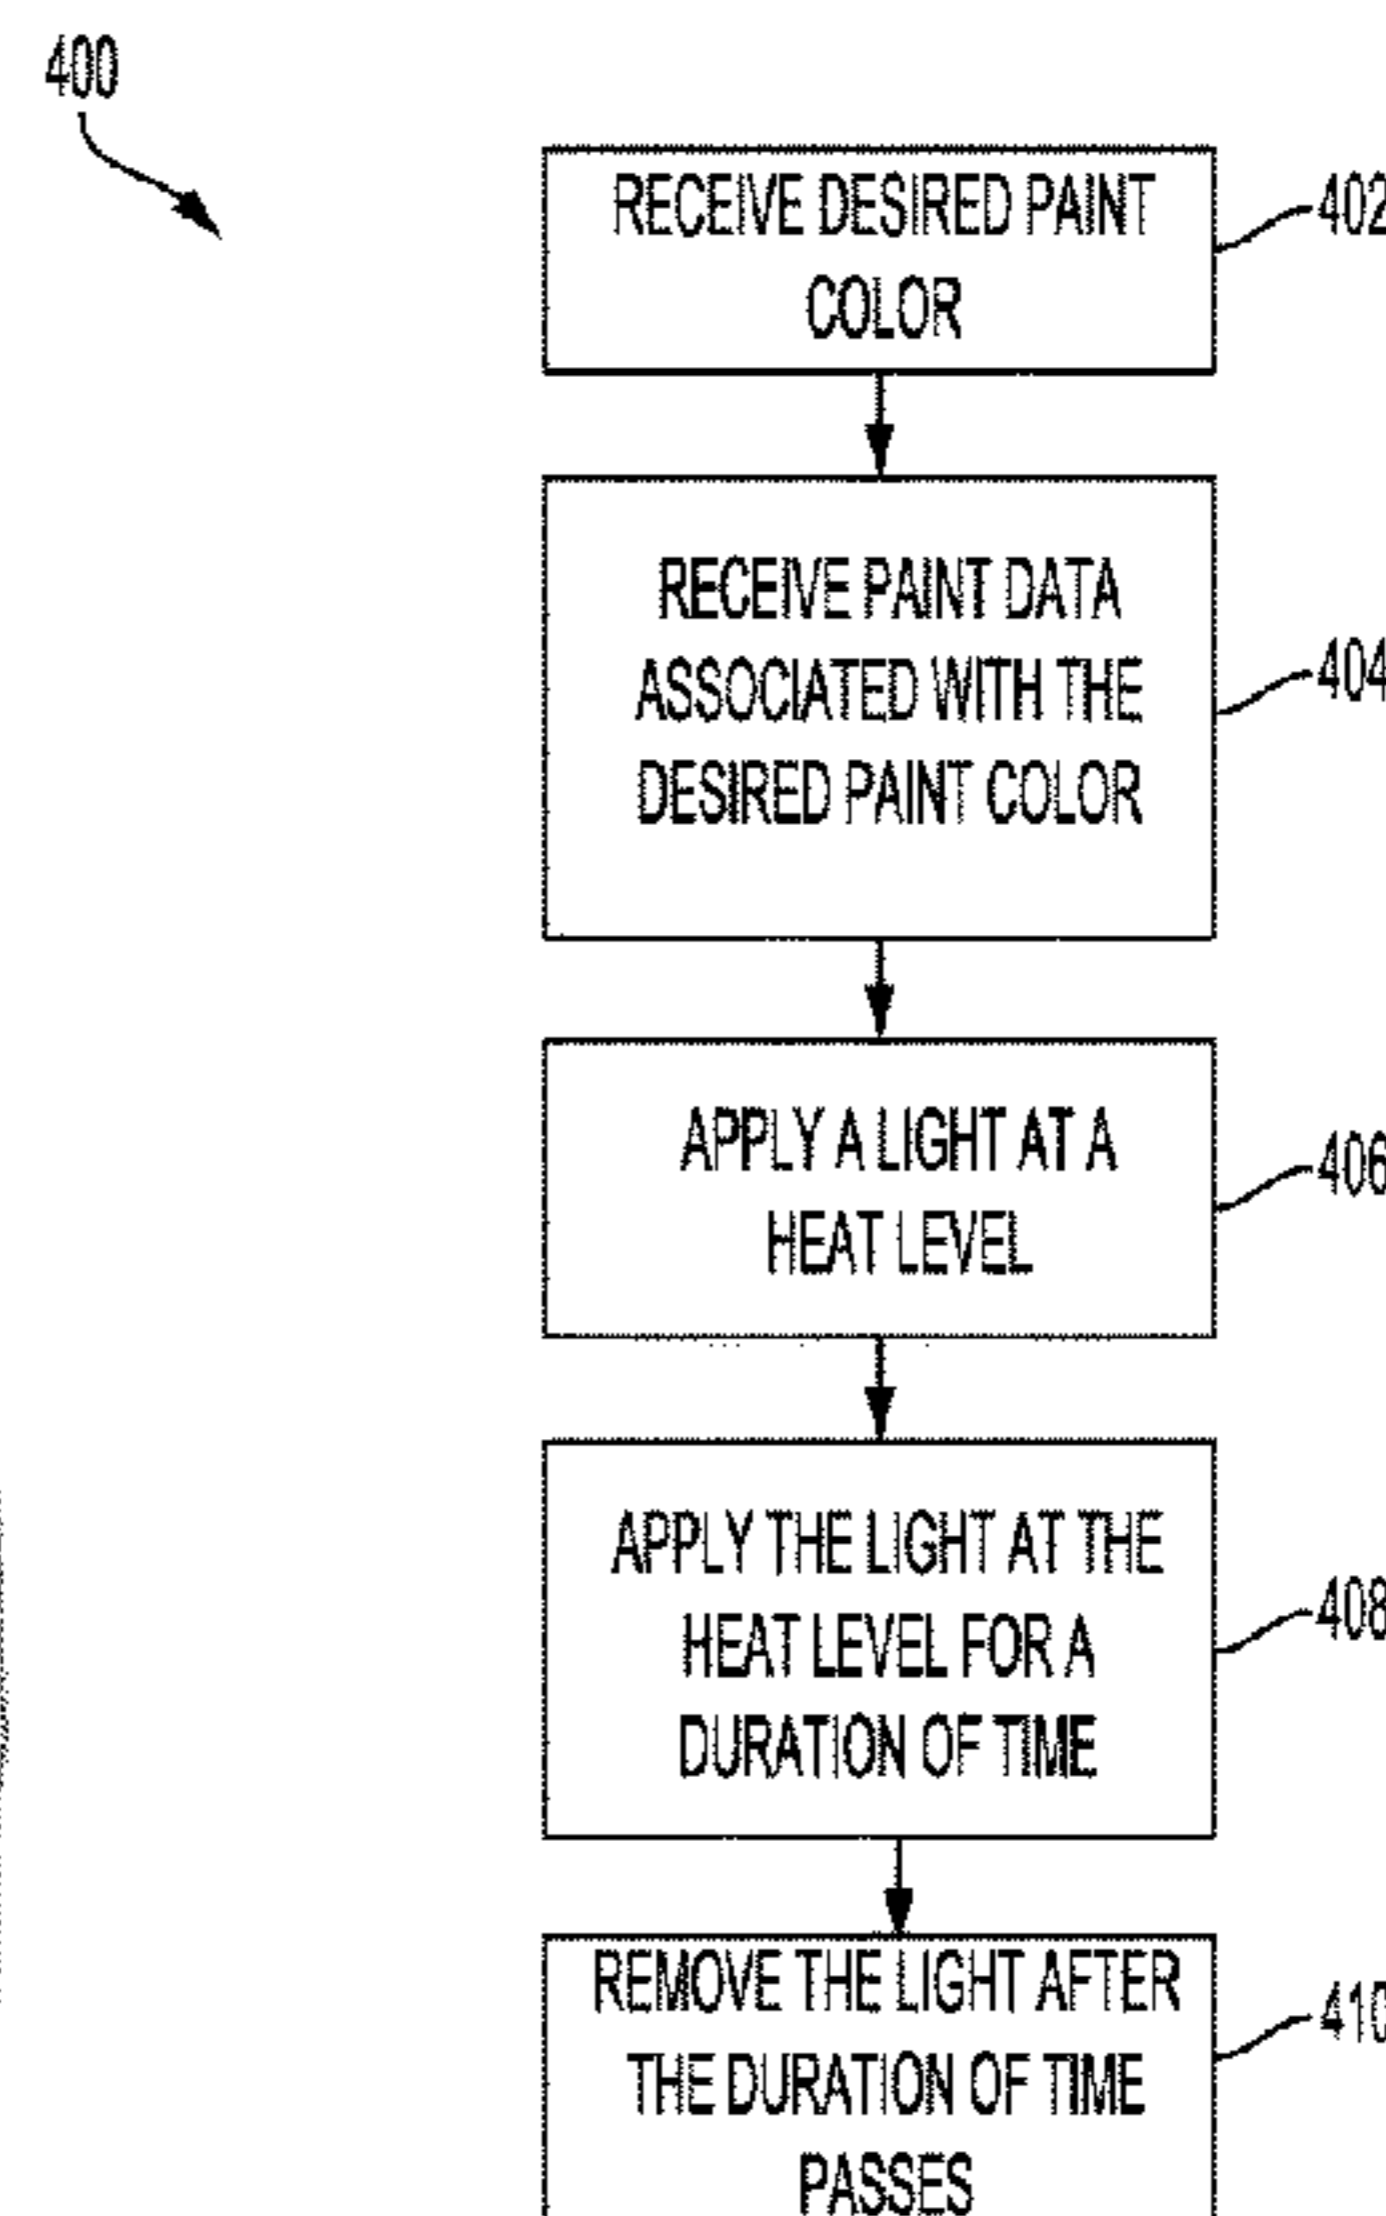 400
RECEIVE DESIRED PAINT
COLOR
402
RECEIVE PAINT DATA
ASSOCIATED WITH THE
DESIRED PAINT COLOR
404
APPLY A LIGHT AT A
HEAT LEVEL
406
APPLY THE LIGHT AT THE
HEAT LEVEL FOR A
DURATION OF TIME
408
REMOVE THE LIGHT AFTER
THE DURATION OF TIME
PASSES
410